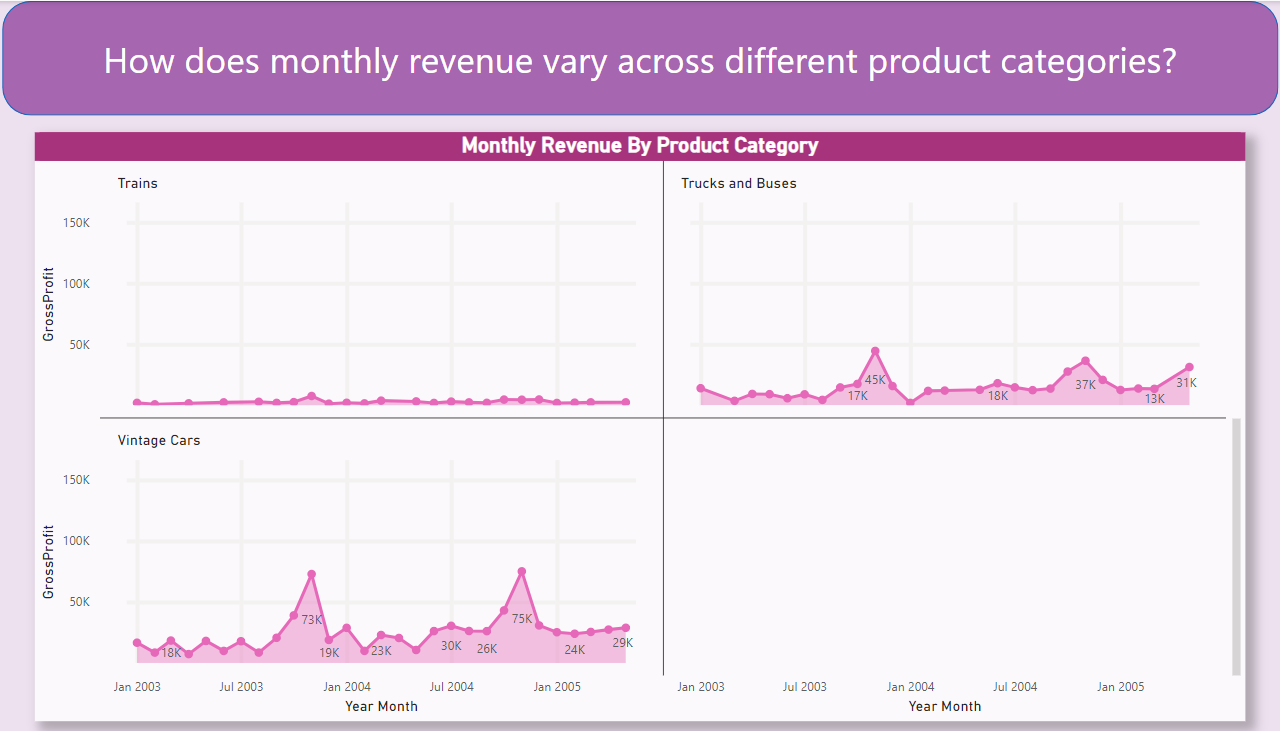 How does monthly revenue vary across different product categories?
Monthly Revenue By Product Category
Trains
Trucks and Buses
150K
100K
50K
GrossProfit
45K
17K
18K
37K
13K
31K
Vintage Cars
150K
100K
50K
GrossProfit
18K
73K
19K
23K
30K
26K
75K
24K
29K
Jan 2003 Jul 2003 Jan 2004 Jul 2004 Jan 2005
Jan 2003 Jul 2003 Jan 2004 Jul 2004 Jan 2005
Year Month
Year Month